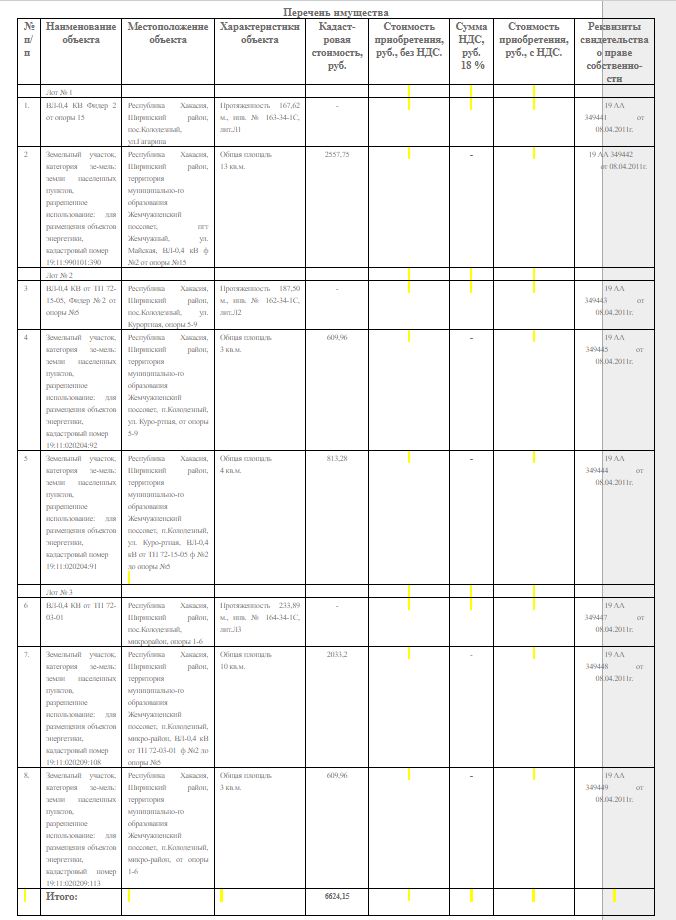 Перечень имущества
№ п/п
Наименование объекта
Местоположение объекта
Характеристики объекта
Кадаст-ровая стоимость, руб.
Стоимость приобретения, руб., без НДС.
Сумма НДС, руб. 18 %
Стоимость приобретения, руб., с НДС.
Реквизиты свидетельства о праве собственно-сти
Лот № 1
1.
ВЛ-0,4 КВ Фидер 2
от опоры 15
Республика Хакасия,
Ширинский район,
пос.Колодезный,
ул.Гагарина
Протяженность 167,62
м., инв. № 163-34-1С,
лит.Л1
-
19 АА
349441 от
08.04.2011г.
2
Земельный участок,
категория зе-мель:
земли населенных
пунктов,
разрешенное
использование: для
размещения объектов
энергетики,
кадастровый номер
19:11:990101:390
Республика Хакасия,
Ширинский район,
территория
муниципально-го
образования
Жемчужненский
поссовет, пгт
Жемчужный, ул.
Майская, ВЛ-0,4 кВ ф
№2 от опоры №15
Общая площадь
13 кв.м.
2557,75
-
19 АА 349442
от 08.04.2011г.
Лот № 2
3
ВЛ-0,4 КВ от ТП 72-
15-05, Фидер №2 от
опоры №5
Республика Хакасия,
Ширинский район,
пос.Колодезный, ул.
Курортная, опоры 5-9
Протяженность 187,50
м., инв. № 162-34-1С,
лит.Л2
-
19 АА
349443 от
08.04.2011г.
4
Земельный участок,
категория зе-мель:
земли населенных
пунктов,
разрешенное
использование: для
размещения объектов
энергетики,
кадастровый номер
19:11:020204:92
Республика Хакасия,
Ширинский район,
территория
муниципально-го
образования
Жемчужненский
поссовет, п.Колодезный,
ул. Куро-ртная, от опоры
5-9
Общая площадь
3 кв.м.
609,96
-
19 АА
349445 от
08.04.2011г.
5
Земельный участок,
категория зе-мель:
земли населенных
пунктов,
разрешенное
использование: для
размещения объектов
энергетики,
кадастровый номер
19:11:020204:91
Республика Хакасия,
Ширинский район,
территория
муниципально-го
образования
Жемчужненский
поссовет, п.Колодезный,
ул. Куро-ртная, ВЛ-0,4
кВ от ТП 72-15-05 ф №2
до опоры №5
Общая площадь
4 кв.м.
813,28
-
19 АА
349444 от
08.04.2011г.
Лот № 3
6
ВЛ-0,4 КВ от ТП 72-
03-01
Республика Хакасия,
Ширинский район,
пос.Колодезный,
микрорайон, опоры 1-6
Протяженность 233,89
м., инв. № 164-34-1С,
лит.Л3
-
19 АА
349447 от
08.04.2011г.
7.
Земельный участок,
категория зе-мель:
земли населенных
пунктов,
разрешенное
использование: для
размещения объектов
энергетики,
кадастровый номер
19:11:020209:108
Республика Хакасия,
Ширинский район,
территория
муниципально-го
образования
Жемчужненский
поссовет, п.Колодезный,
микро-район, ВЛ-0,4 кВ
от ТП 72-03-01 ф №2 до
опоры №5
Общая площадь
10 кв.м.
2033,2
-
19 АА
349448 от
08.04.2011г.
8.
Земельный участок,
категория зе-мель:
земли населенных
пунктов,
разрешенное
использование: для
размещения объектов
энергетики,
кадастровый номер
19:11:020209:113
Республика Хакасия,
Ширинский район,
территория
муниципально-го
образования
Жемчужненский
поссовет, п.Колодезный,
микро-район, от опоры
1-6
Общая площадь
3 кв.м.
609,96
-
19 АА
349449 от
08.04.2011г.
Итого:
6624,15